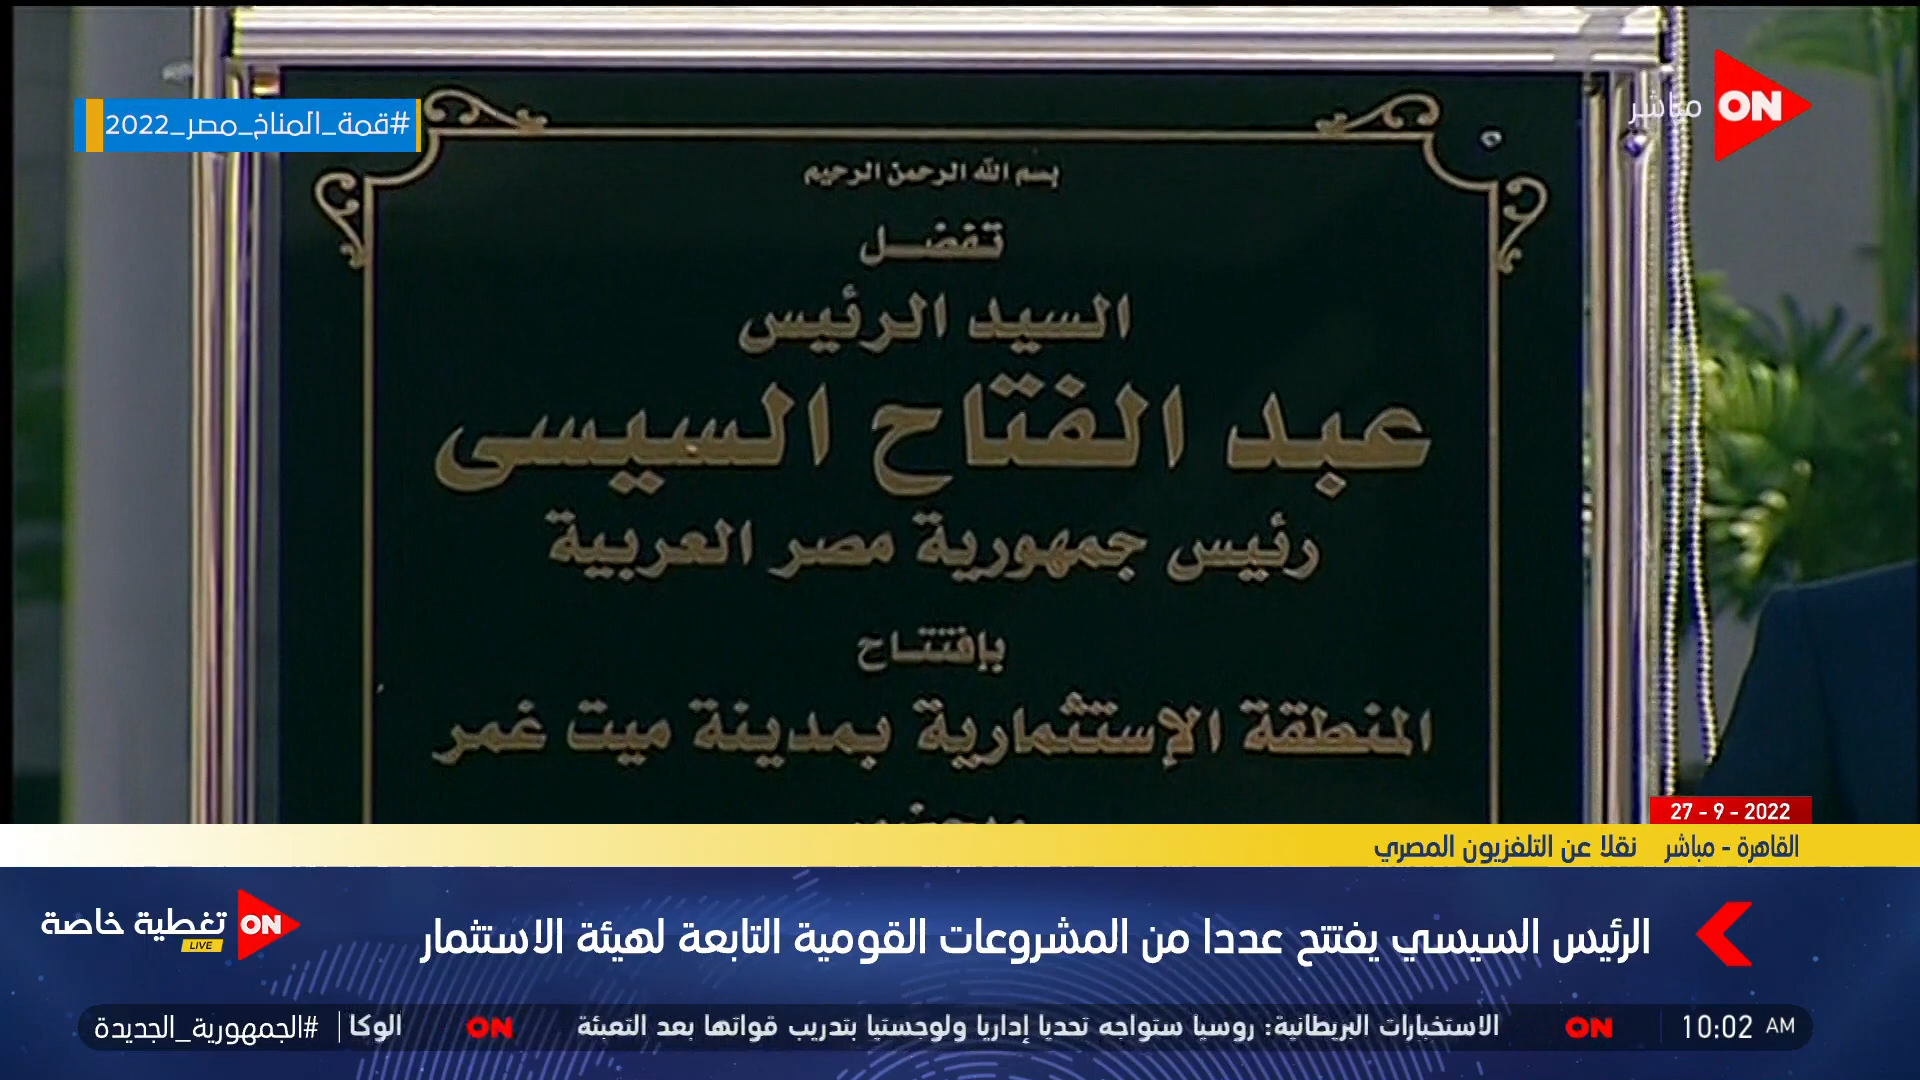 #قمة_المناخ_مصر_2022
مباشر ON
بسم الله الرحمن الرحيم
تفضل
السيد الرئيس
عبد الفتاح السيسى
رئيس جمهورية مصر العربية
بإفتتاح
المنطقة الإستثمارية بمدينة ميت غمر
27 - 9 - 2022
القاهرة - مباشر نقلا عن التلفزيون المصري
الرئيس السيسي يفتتح عددا من المشروعات القومية التابعة لهيئة الاستثمار
ON تغطية خاصة
LIVE
10:02 AM
ON الاستخبارات البريطانية: روسيا ستواجه تحديا إداريا ولوجستيا بتدريب قواتها بعد التعبئة ON الوكا
#الجمهورية_الجديدة